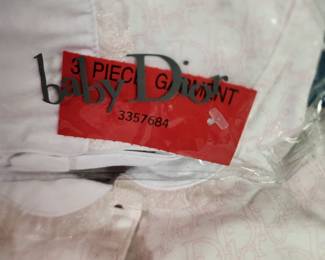 3 PIECE GARMENT
baby Dior
3357684